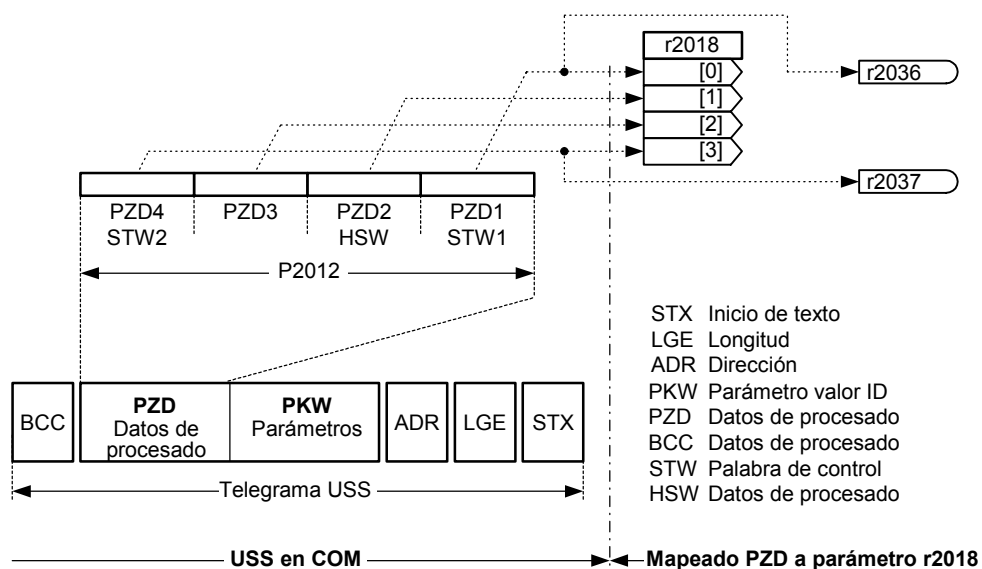 r2018
[0]
r2036
[1]
[2]
[3]
r2037
PZD4 PZD3 PZD2 PZD1
STW2 HSW STW1
P2012
STX Inicio de texto
LGE Longitud
ADR Dirección
PKW Parámetro valor ID
PZD Datos de procesado
BCC Datos de procesado
STW Palabra de control
HSW Datos de procesado
BCC
PZD
Datos de
procesado
PKW
Parámetros
ADR
LGE
STX
Telegrama USS
USS en COM
Mapeado PZD a parámetro r2018